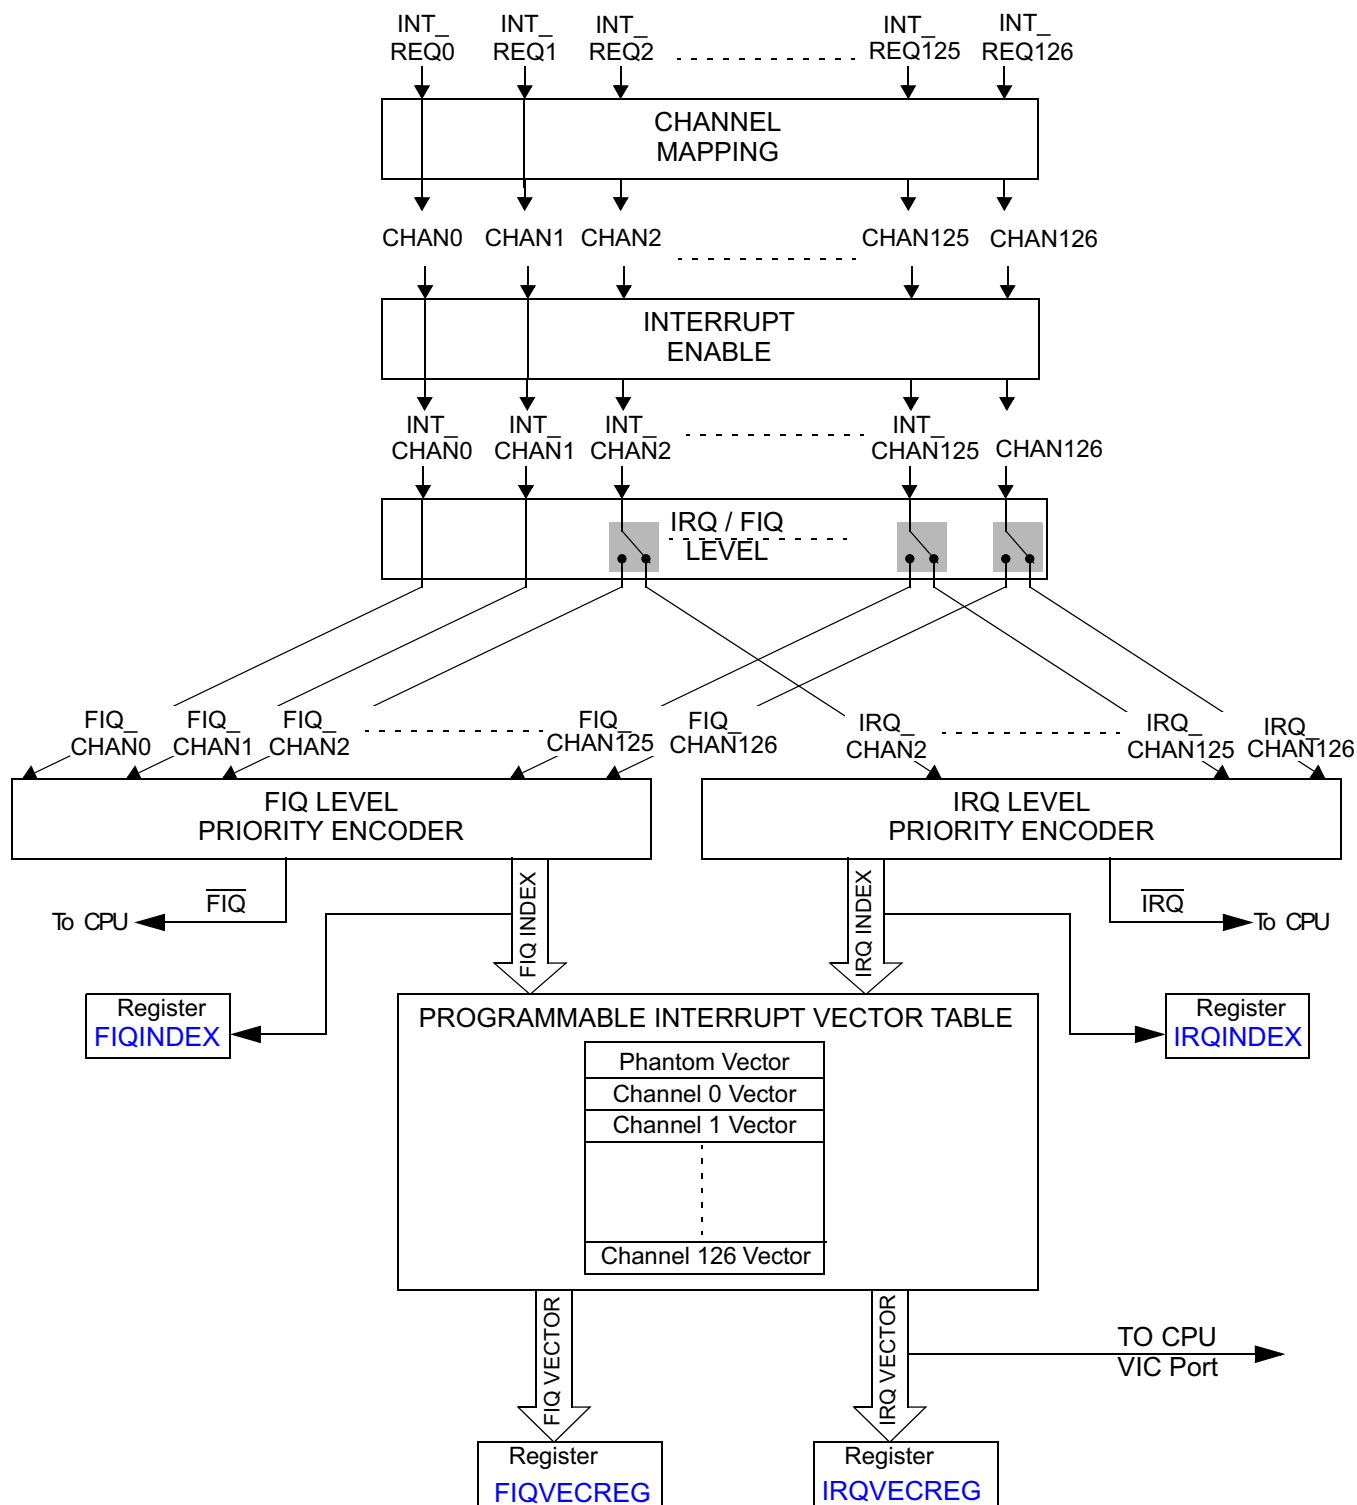 INT_ INT_ INT_ INT_ INT_
REQ0 REQ1 REQ2 REQ125 REQ126
CHANNEL
MAPPING
CHAN0 CHAN1 CHAN2 CHAN125 CHAN126
INTERRUPT
ENABLE
INT_ INT_ INT_ INT_
CHAN0 CHAN1 CHAN2 CHAN125 CHAN126
IRQ / FIQ
LEVEL
FIQ_ FIQ_ FIQ_ FIQ_ FIQ_ IRQ_ IRQ_ IRQ_
CHAN0 CHAN1 CHAN2 CHAN125 CHAN126 CHAN2 CHAN125 CHAN126
FIQ LEVEL
PRIORITY ENCODER
IRQ LEVEL
PRIORITY ENCODER
FIQ
To CPU
FIQ INDEX
IRQ INDEX
IRQ
To CPU
Register
FIQINDEX
Register
IRQINDEX
PROGRAMMABLE INTERRUPT VECTOR TABLE
Phantom Vector
Channel 0 Vector
Channel 1 Vector
Channel 126 Vector
FIQ VECTOR
IRQ VECTOR
TO CPU
VIC Port
Register
FIQVECREG
Register
IRQVECREG